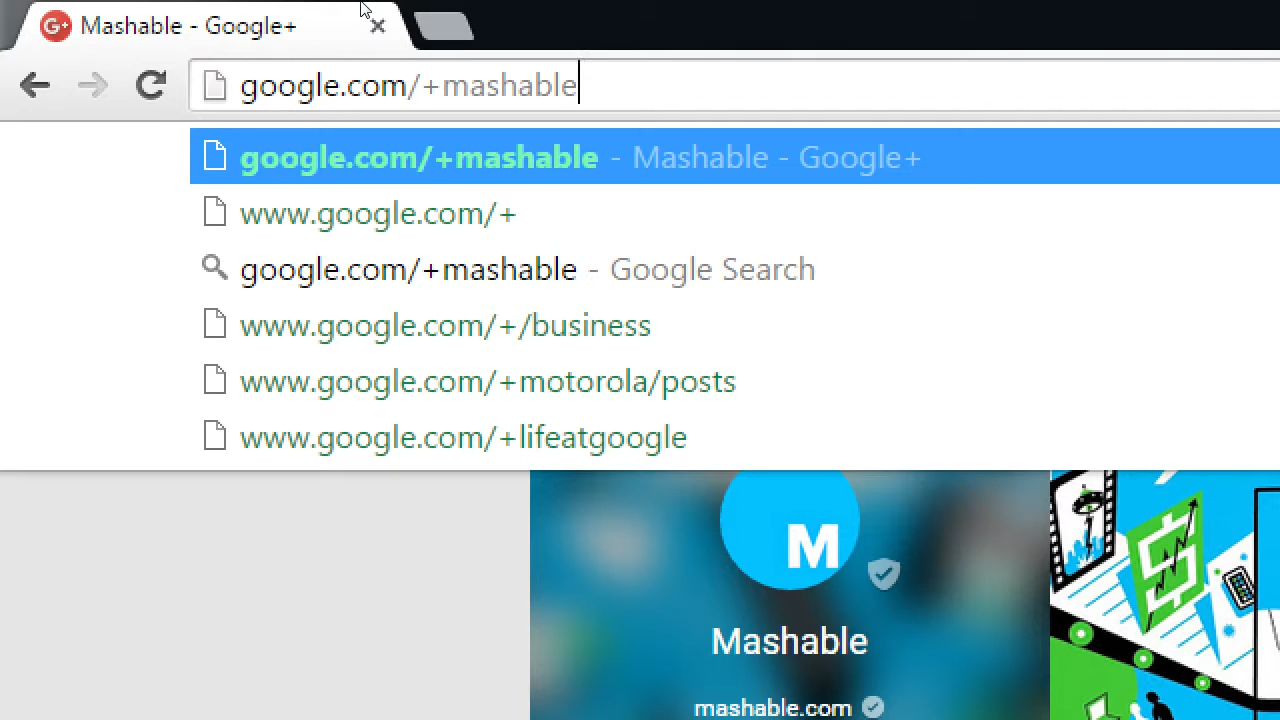 G+ Mashable - Google+
google.com/+mashable
google.com/+mashable - Mashable - Google+
www.google.com/+
google.com/+mashable - Google Search
www.google.com/+/business
www.google.com/+motorola/posts
www.google.com/+lifeatgoogle
M
Mashable
mashable.com